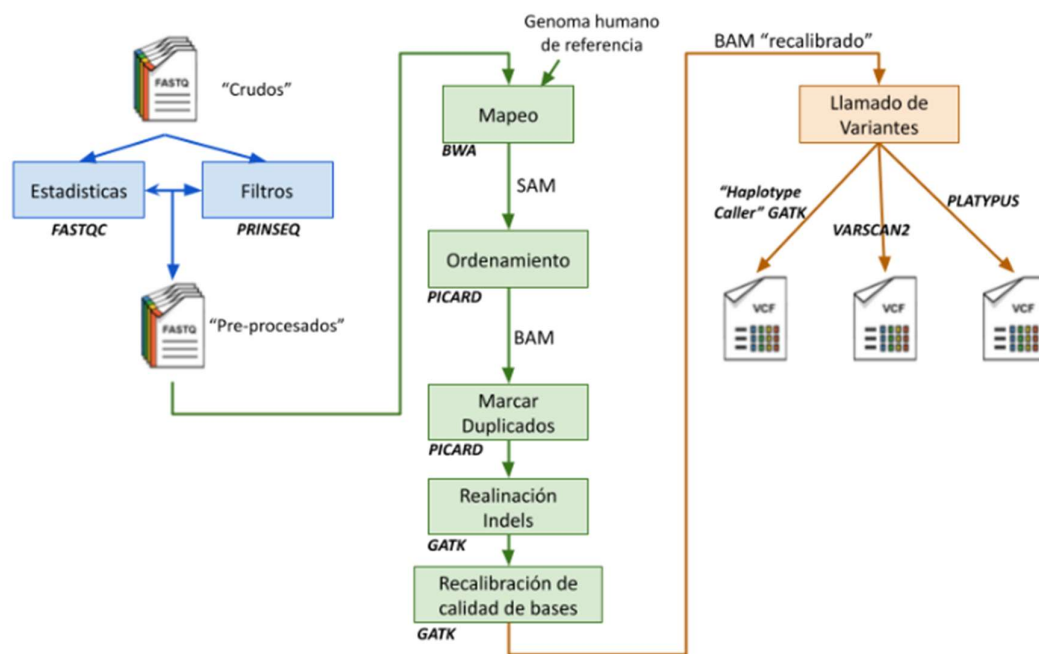 FASTQ
“Crudos”
Estadisticas
FASTQC
Filtros
PRINSEQ
FASTQ
“Pre-procesados”
Genoma humano
de referencia
Mapeo
BWA
SAM
Ordenamiento
PICARD
BAM
Marcar
Duplicados
PICARD
Realinación
Indels
GATK
Recalibración de
calidad de bases
GATK
BAM “recalibrado”
Llamado de
Variantes
“Haplotype
Caller” GATK
VARSCAN2
PLATYPUS
VCF
VCF
VCF